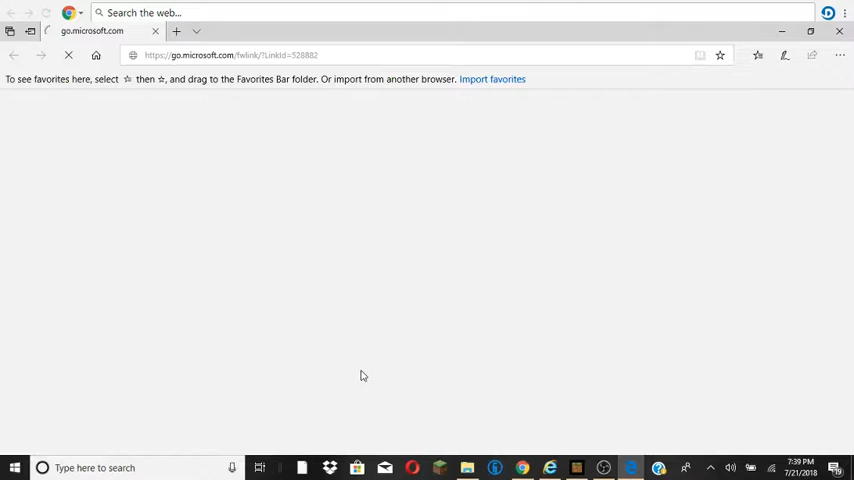 Search the web...
go.microsoft.com
https://go.microsoft.com/fwlink/?LinkId=528882
To see favorites here, select ☆ then ☆, and drag to the Favorites Bar folder. Or import from another browser. Import favorites
Type here to search
7:39 PM
7/21/2018
19